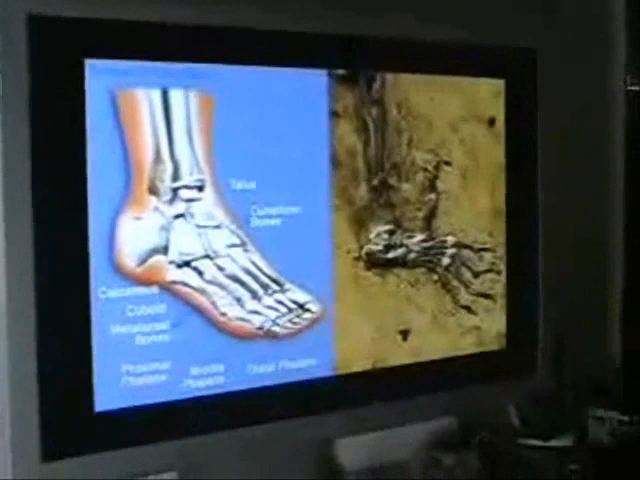 Talus
Cuneiform
Bones
Calcaneus
Cuboid
Metatarsal
Bones
Proximal
Phalanx
Middle
Phalanx
Distal Phalanx